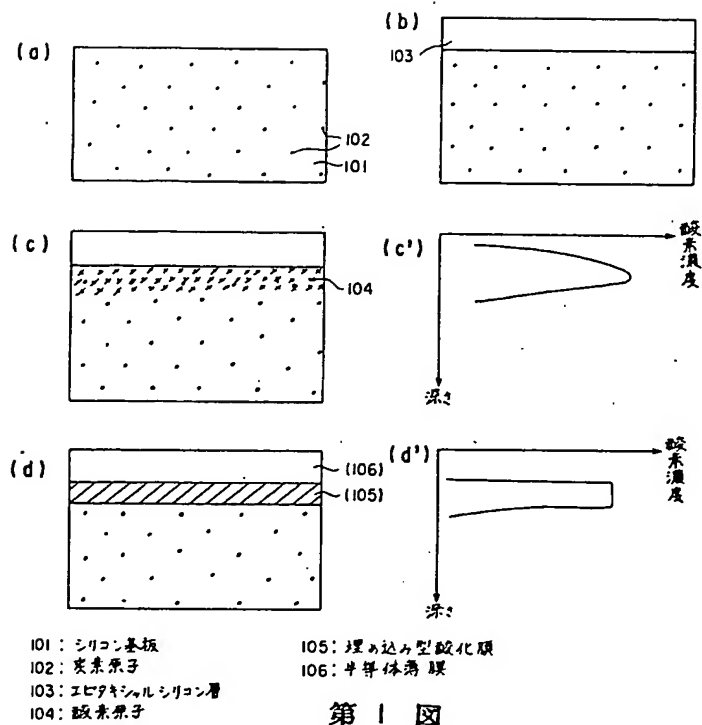 (a)
102
101
(b)
103
(c)
104
(c')
酸素濃度
深さ
(d)
(106)
(105)
(d')
酸素濃度
深さ
101: シリコン基板
102: 炭素原子
103: エピタキシャルシリコン層
104: 酸素原子
105: 埋め込み型酸化膜
106: 半導体薄膜
第 1 図